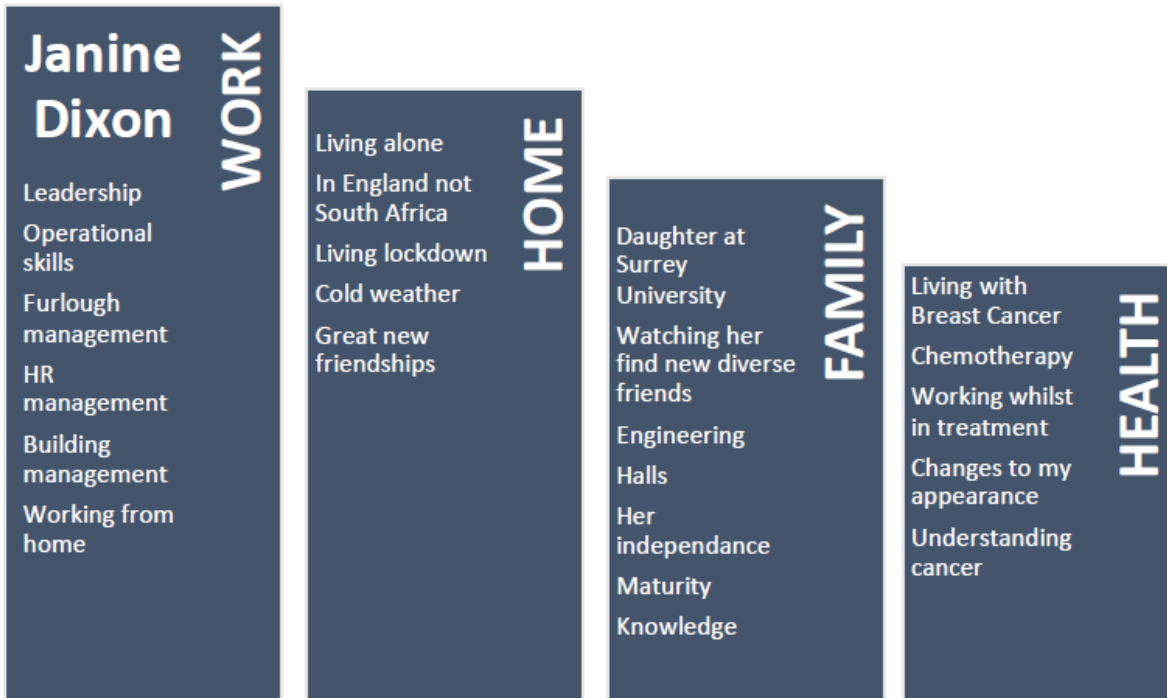 Janine
Dixon
WORK
Leadership
Operational
skills
Furlough
management
HR
management
Building
management
Working from
home
HOME
Living alone
In England not
South Africa
Living lockdown
Cold weather
Great new
friendships
FAMILY
Daughter at
Surrey
University
Watching her
find new diverse
friends
Engineering
Halls
Her
independance
Maturity
Knowledge
HEALTH
Living with
Breast Cancer
Chemotherapy
Working whilst
in treatment
Changes to my
appearance
Understanding
cancer